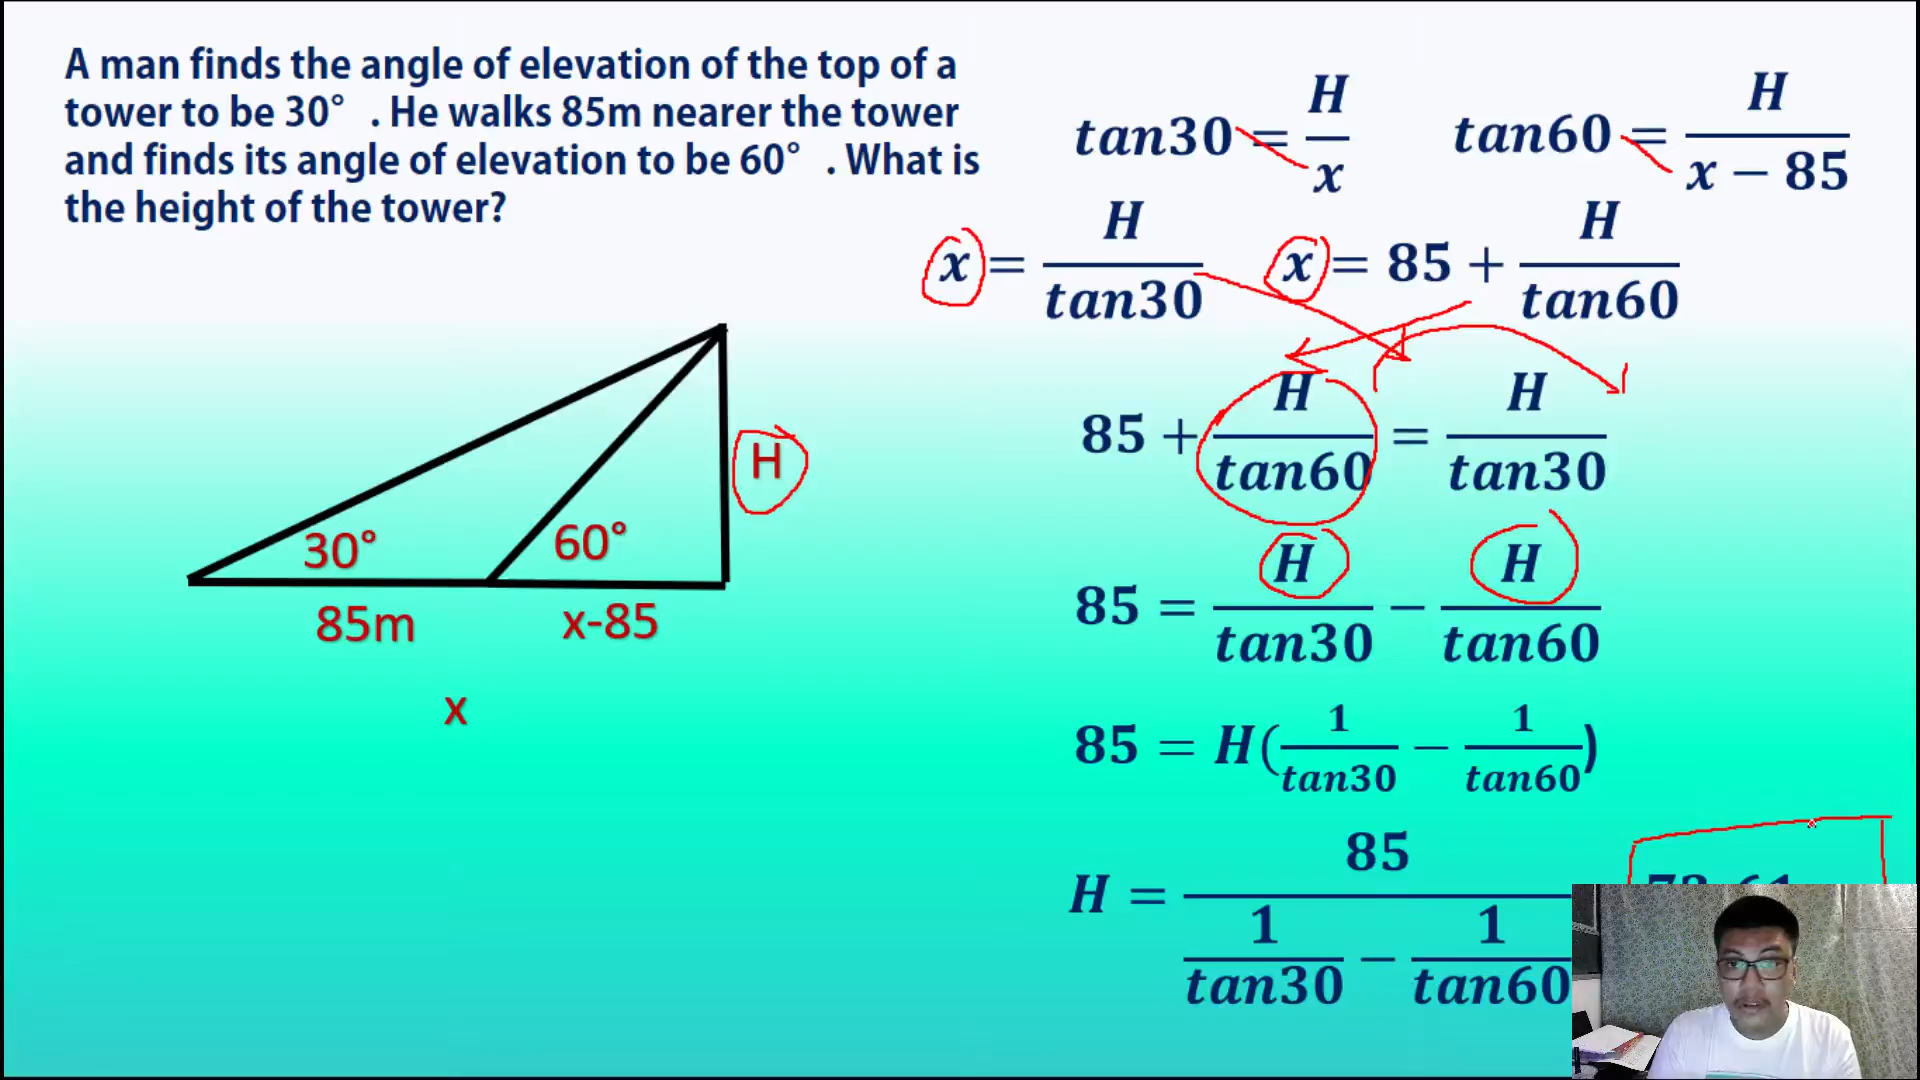 A man finds the angle of elevation of the top of a
tower to be 30° . He walks 85m nearer the tower
and finds its angle of elevation to be 60° . What is
the height of the tower?
30°
60°
H
85m
x-85
x
tan30 = H/x
tan60 = H/(x − 85)
x = H/tan30
x = 85 + H/tan60
85 + H/tan60 = H/tan30
85 = H/tan30 − H/tan60
85 = H(1/tan30 − 1/tan60)
H = 85/(1/tan30 − 1/tan60)